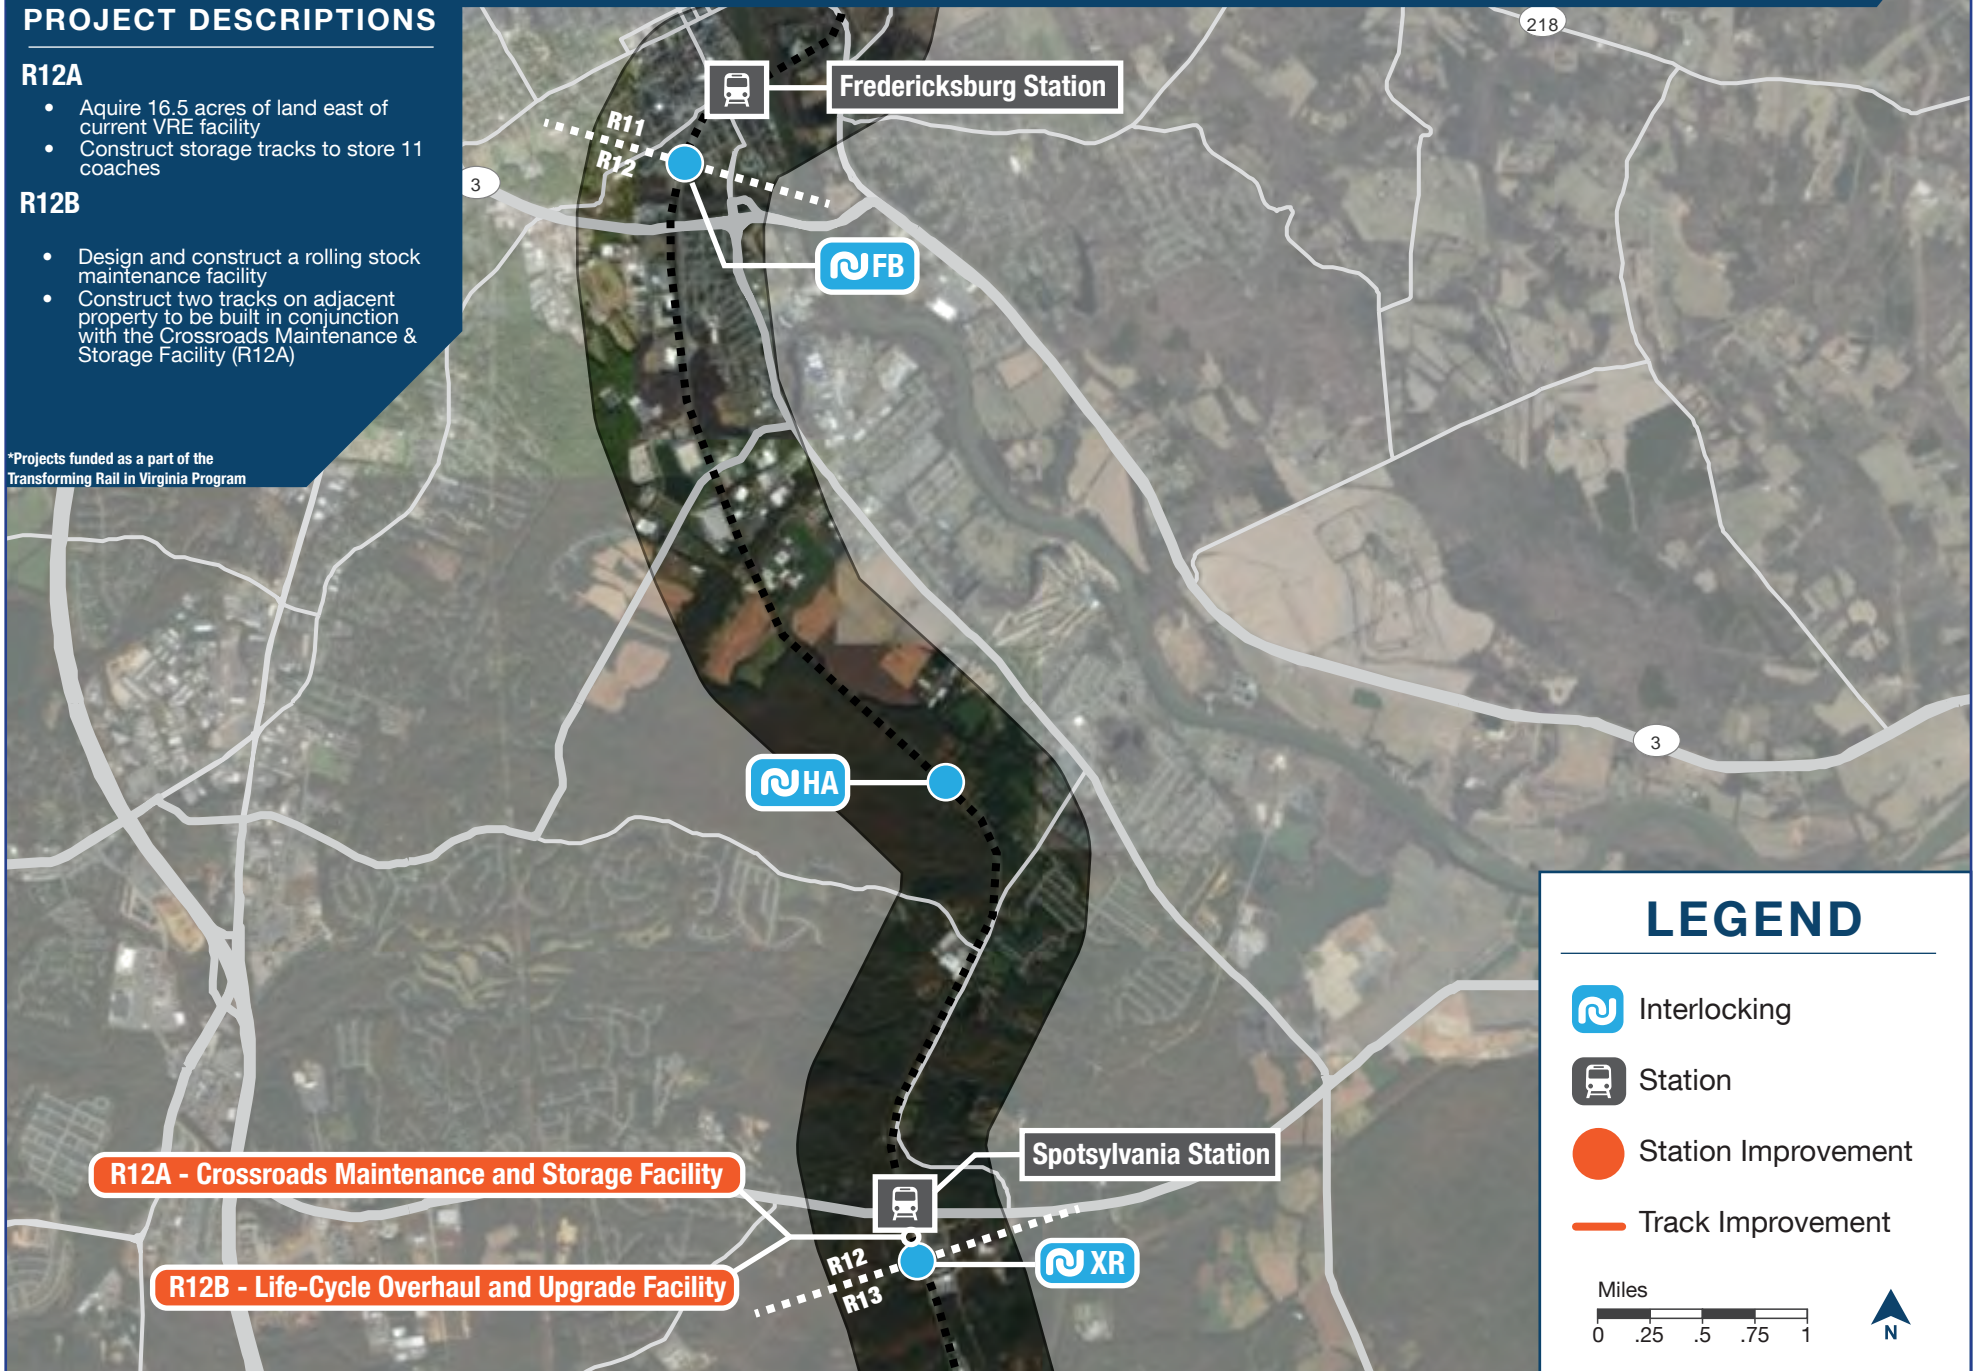 PROJECT DESCRIPTIONS
R12A
• Aquire 16.5 acres of land east of
current VRE facility
• Construct storage tracks to store 11
coaches
R12B
• Design and construct a rolling stock
maintenance facility
• Construct two tracks on adjacent
property to be built in conjunction
with the Crossroads Maintenance &
Storage Facility (R12A)
*Projects funded as a part of the
Transforming Rail in Virginia Program
218
Fredericksburg Station
R11
R12
3
FB
3
HA
Spotsylvania Station
R12A - Crossroads Maintenance and Storage Facility
R12B - Life-Cycle Overhaul and Upgrade Facility
R12
R13
XR
LEGEND
Interlocking
Station
Station Improvement
Track Improvement
Miles
0 .25 .5 .75 1
N